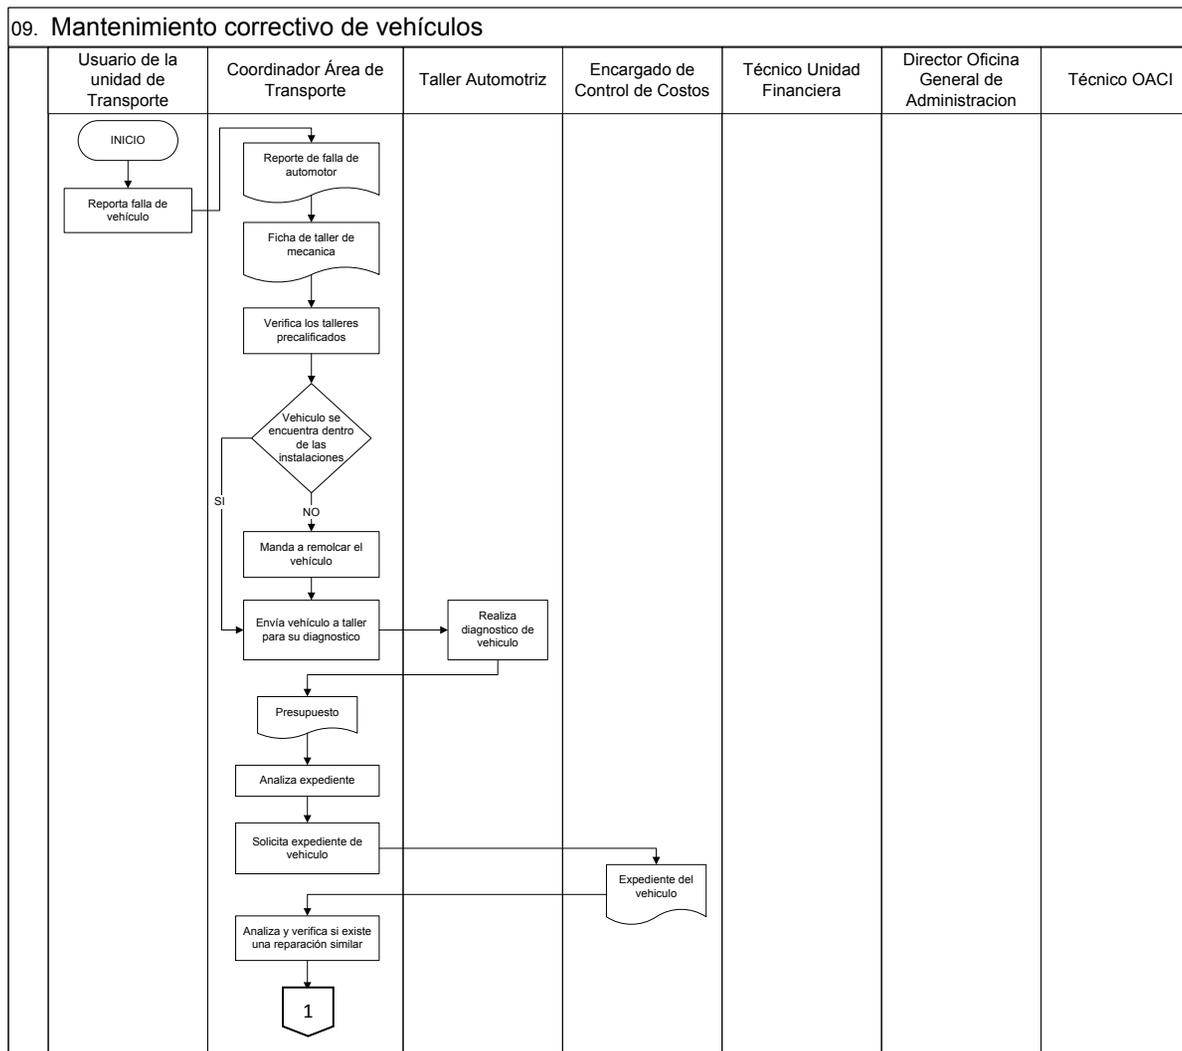 09. Mantenimiento correctivo de vehículos
Usuario de la
unidad de
Transporte
Coordinador Área de
Transporte
Taller Automotriz
Encargado de
Control de Costos
Técnico Unidad
Financiera
Director Oficina
General de
Administracion
Técnico OACI
INICIO
Reporta falla de
vehículo
Reporte de falla de
automotor
Ficha de taller de
mecanica
Verifica los talleres
precalificados
Vehiculo se
encuentra dentro
de las
instalaciones
SI
NO
Manda a remolcar el
vehículo
Envía vehículo a taller
para su diagnostico
Realiza
diagnostico de
vehiculo
Presupuesto
Analiza expediente
Solicita expediente de
vehiculo
Expediente del
vehiculo
Analiza y verifica si existe
una reparación similar
1